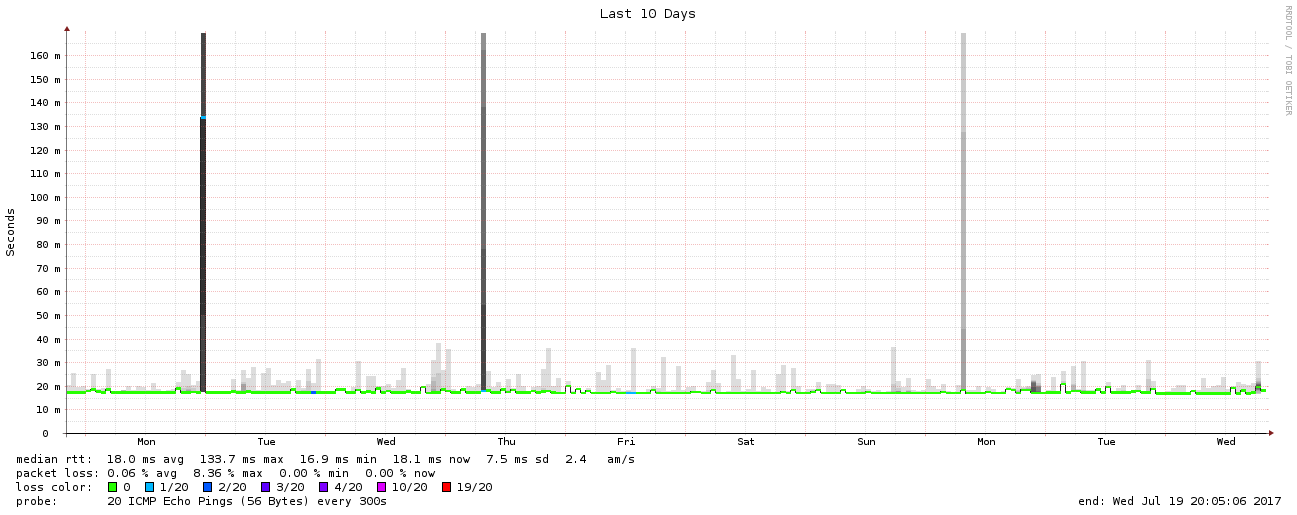 Last 10 Days
RRDTOOL / TOBI OETIKER
Seconds
160 m
150 m
140 m
130 m
120 m
110 m
100 m
90 m
80 m
70 m
60 m
50 m
40 m
30 m
20 m
10 m
0
Mon Tue Wed Thu Fri Sat Sun Mon Tue Wed
median rtt: 18.0 ms avg 133.7 ms max 16.9 ms min 18.1 ms now 7.5 ms sd 2.4 am/s
packet loss: 0.06 % avg 8.36 % max 0.00 % min 0.00 % now
loss color: 0 1/20 2/20 3/20 4/20 10/20 19/20
probe: 20 ICMP Echo Pings (56 Bytes) every 300s end: Wed Jul 19 20:05:06 2017